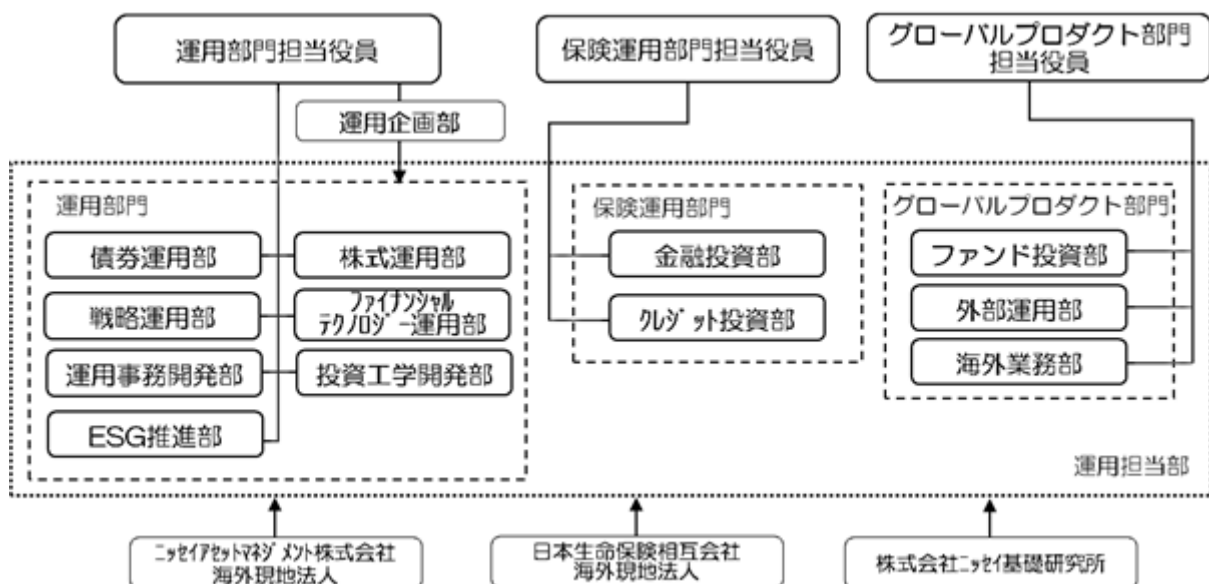 運用部門担当役員
保険運用部門担当役員
グローバルプロダクト部門
担当役員
運用企画部
運用部門
債券運用部
株式運用部
戦略運用部
ファイナンシャル
テクノロジー運用部
運用事務開発部
投資工学開発部
ESG推進部
保険運用部門
金融投資部
クレジット投資部
グローバルプロダクト部門
ファンド投資部
外部運用部
海外業務部
運用担当部
ニッセイアセットマネジメント株式会社
海外現地法人
日本生命保険相互会社
海外現地法人
株式会社ニッセイ基礎研究所